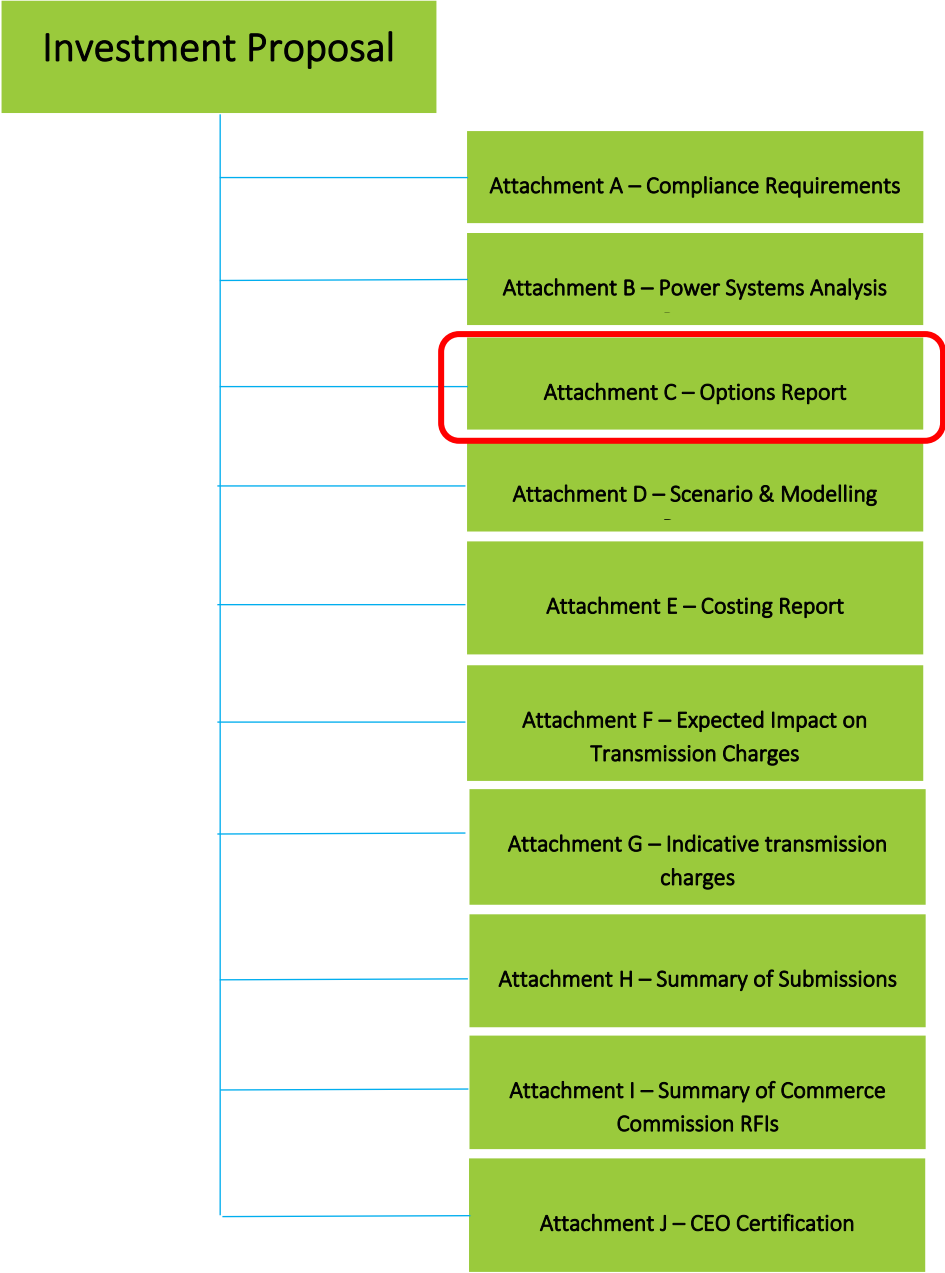 Investment Proposal
Attachment A – Compliance Requirements
Attachment B – Power Systems Analysis
Attachment C – Options Report
Attachment D – Scenario & Modelling
Attachment E – Costing Report
Attachment F – Expected Impact on
Transmission Charges
Attachment G – Indicative transmission
charges
Attachment H – Summary of Submissions
Attachment I – Summary of Commerce
Commission RFIs
Attachment J – CEO Certification